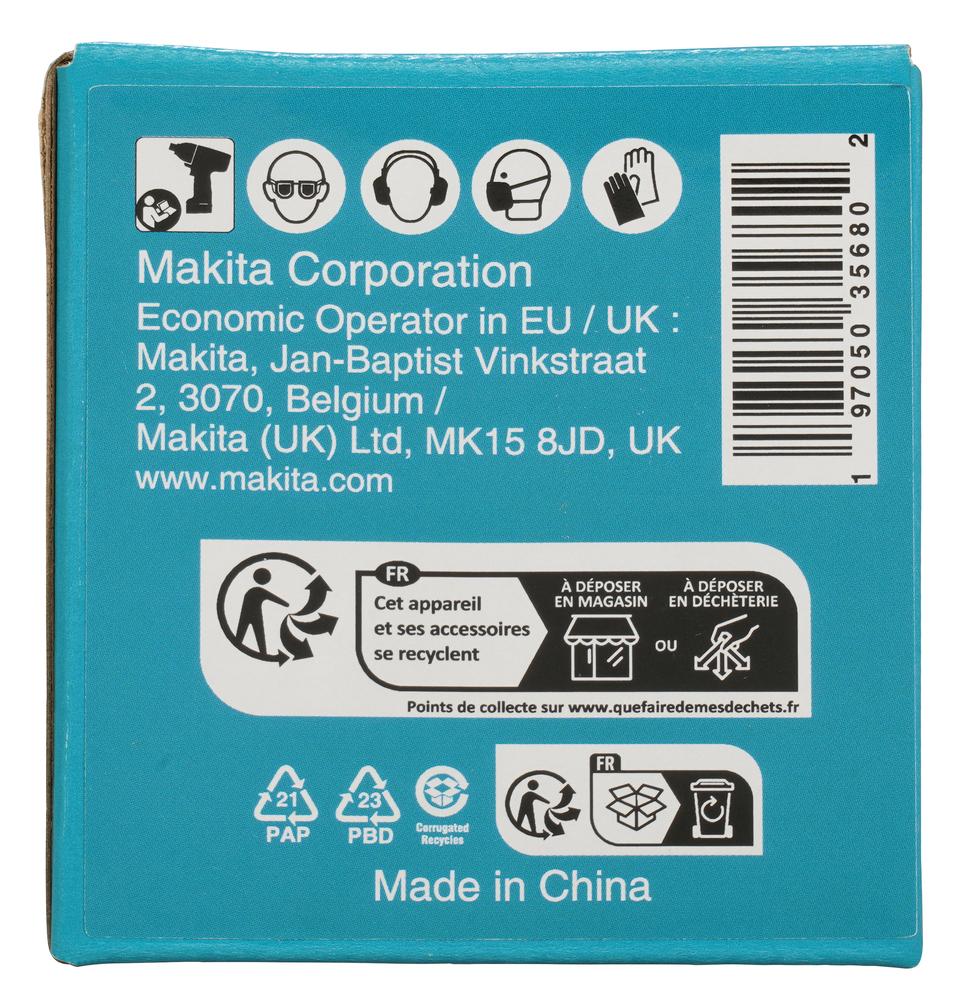 Makita Corporation
Economic Operator in EU / UK :
Makita, Jan-Baptist Vinkstraat
2, 3070, Belgium /
Makita (UK) Ltd, MK15 8JD, UK
www.makita.com
1 97050 35680 2
FR
Cet appareil
et ses accessoires
se recyclent
À DÉPOSER
EN MAGASIN
OU
À DÉPOSER
EN DÉCHÈTERIE
Points de collecte sur www.quefairedemesdechets.fr
21
PAP
23
PBD
Corrugated
Recycles
FR
Made in China